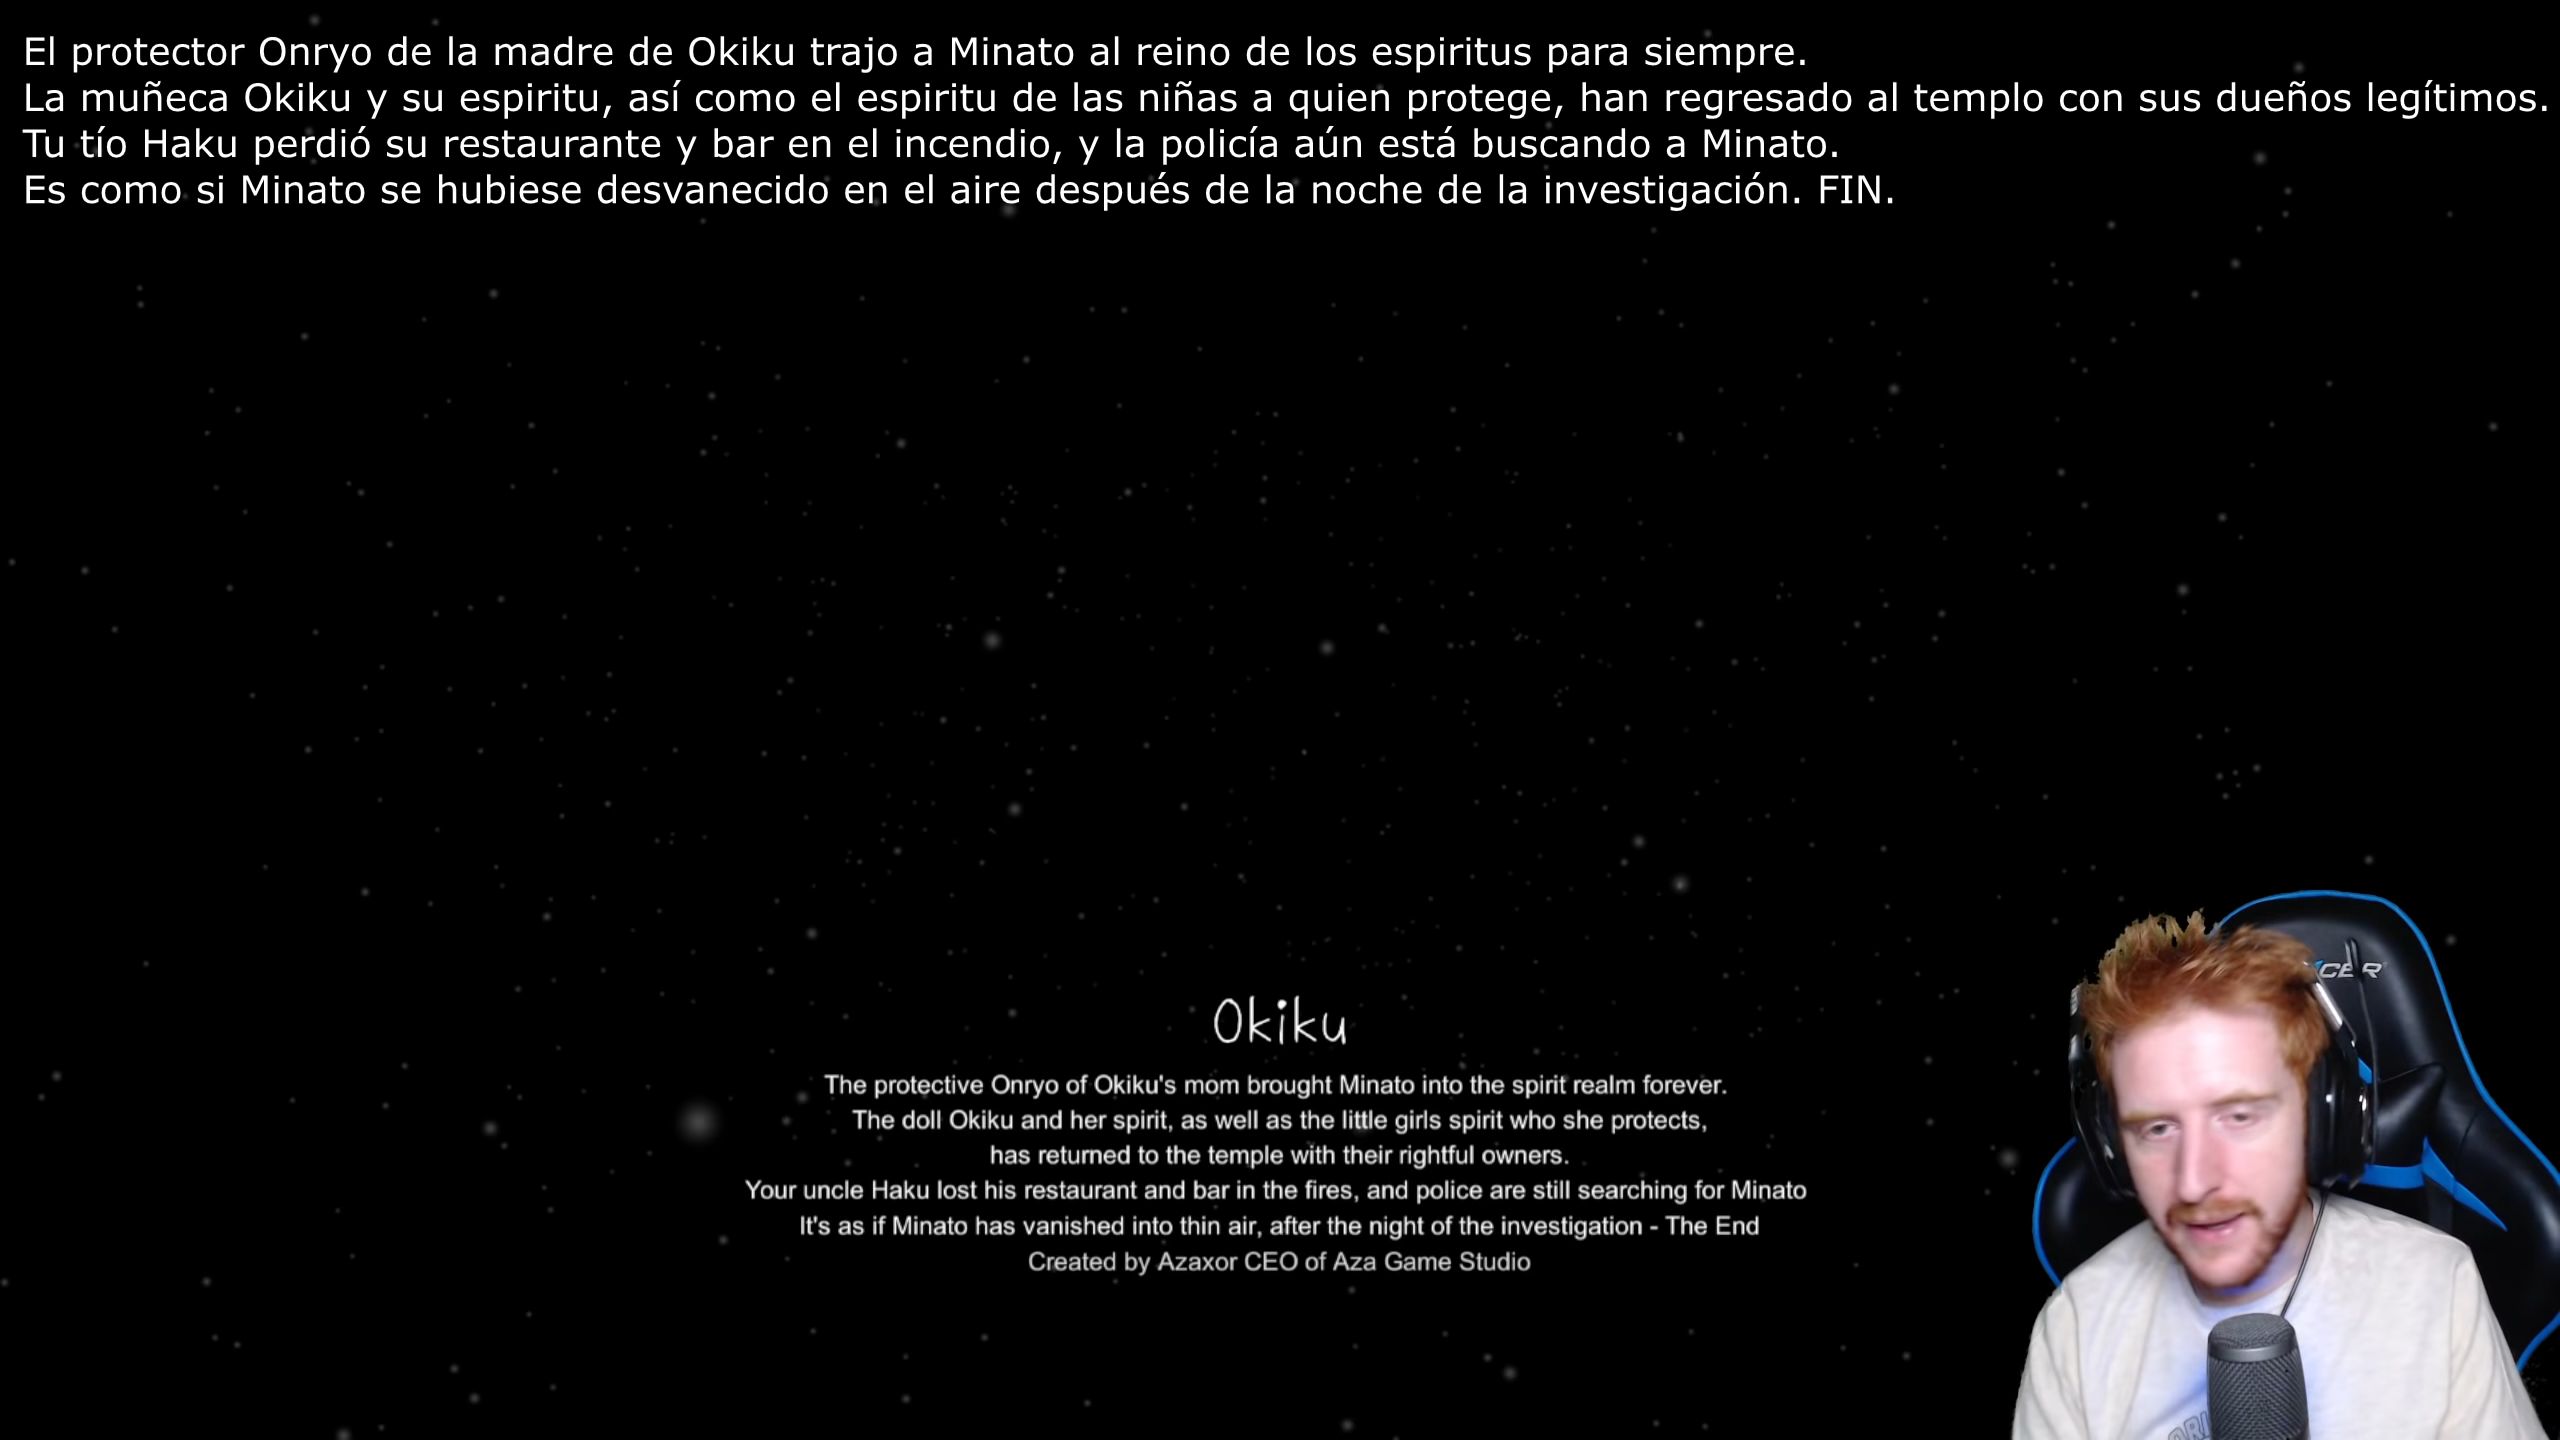 El protector Onryo de la madre de Okiku trajo a Minato al reino de los espiritus para siempre.
La muñeca Okiku y su espiritu, así como el espiritu de las niñas a quien protege, han regresado al templo con sus dueños legítimos.
Tu tío Haku perdió su restaurante y bar en el incendio, y la policía aún está buscando a Minato.
Es como si Minato se hubiese desvanecido en el aire después de la noche de la investigación. FIN.
Okiku
The protective Onryo of Okiku's mom brought Minato into the spirit realm forever.
The doll Okiku and her spirit, as well as the little girls spirit who she protects,
has returned to the temple with their rightful owners.
Your uncle Haku lost his restaurant and bar in the fires, and police are still searching for Minato
It's as if Minato has vanished into thin air, after the night of the investigation - The End
Created by Azaxor CEO of Aza Game Studio